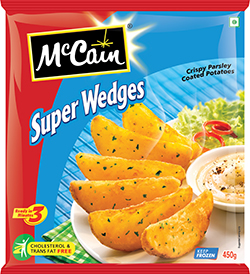 McCain®
Super Wedges
Crispy Parsley
Coated Potatoes
Ready in
3
Minutes
CHOLESTEROL &
TRANS FAT FREE
KEEP
FROZEN
450g